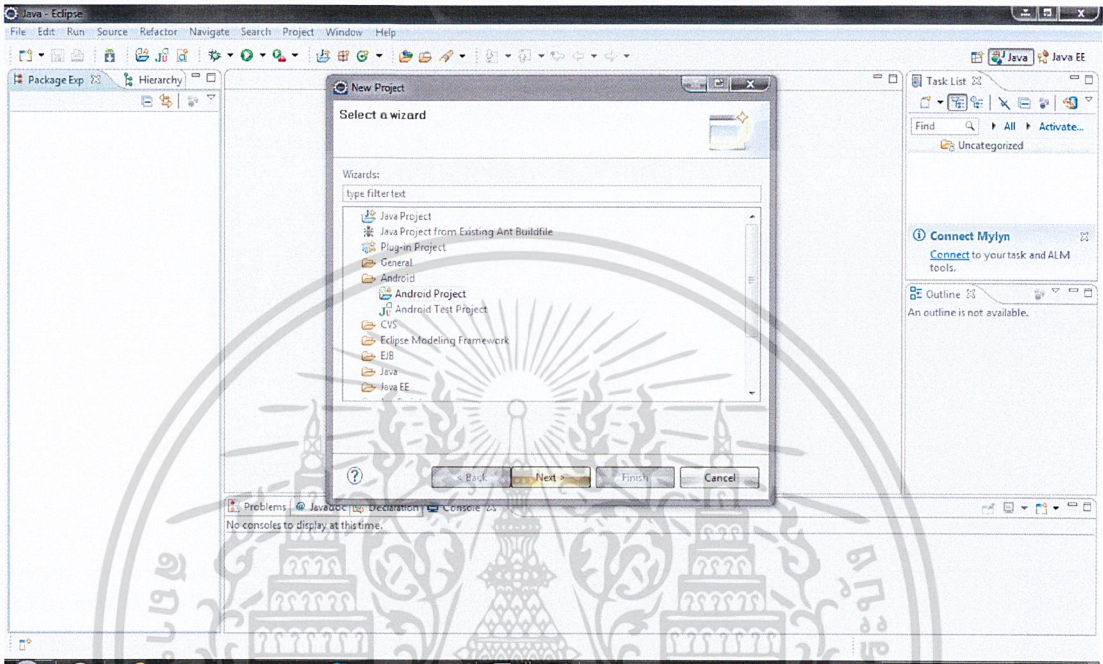 Java - Eclipse
File Edit Run Source Refactor Navigate Search Project Window Help
Java Java EE
Package Exp Hierarchy
New Project
Select a wizard
Wizards:
type filter text
Java Project
Java Project from Existing Ant Buildfile
Plug-in Project
General
Android
Android Project
Android Test Project
CVS
Eclipse Modeling Framework
EJB
Java
Java EE
< Back Next > Finish Cancel
Task List
Find All Activate...
Uncategorized
Connect Mylyn
Connect to your task and ALM
tools.
Outline
An outline is not available.
Problems Javadoc Declaration Console
No consoles to display at this time.